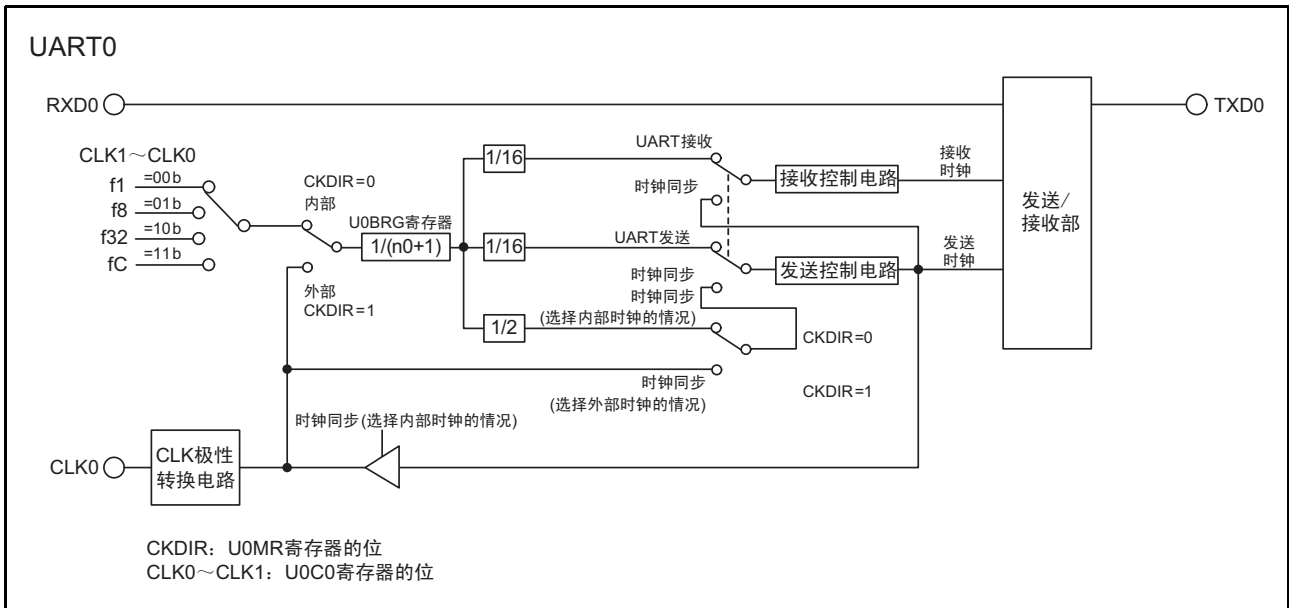 UART0
RXD0
TXD0
CLK1～CLK0
f1 =00b
f8 =01b
f32 =10b
fC =11b
CKDIR=0
内部
外部
CKDIR=1
U0BRG寄存器
1/(n0+1)
1/16
UART接收
时钟同步
接收控制电路
接收
时钟
1/16
UART发送
时钟同步
发送控制电路
发送
时钟
发送/
接收部
时钟同步
(选择内部时钟的情况)
1/2
CKDIR=0
时钟同步
(选择外部时钟的情况)
CKDIR=1
时钟同步(选择内部时钟的情况)
CLK0
CLK极性
转换电路
CKDIR：U0MR寄存器的位
CLK0～CLK1：U0C0寄存器的位